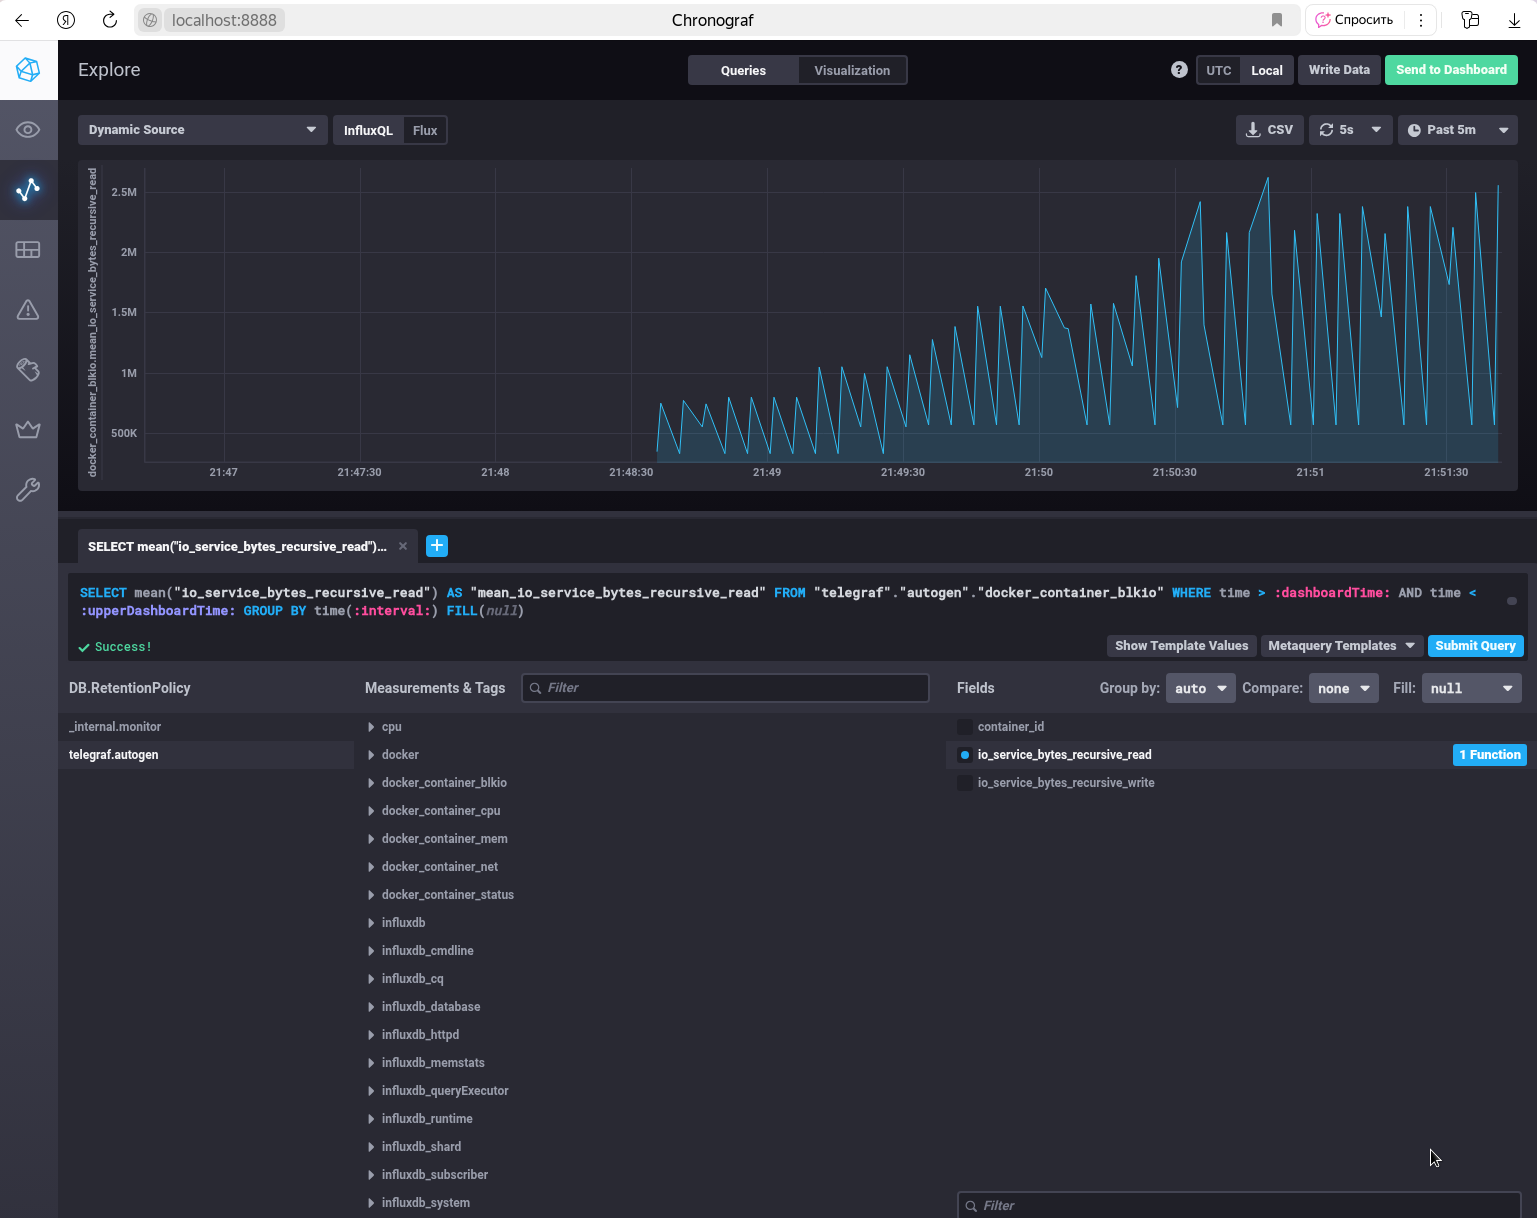 localhost:8888
Chronograf
Спросить
Explore
Queries
Visualization
UTC
Local
Write Data
Send to Dashboard
Dynamic Source
InfluxQL
Flux
CSV
5s
Past 5m
docker_container_blkio.mean_io_service_bytes_recursive_read
2.5M
2M
1.5M
1M
500K
21:47
21:47:30
21:48
21:48:30
21:49
21:49:30
21:50
21:50:30
21:51
21:51:30
SELECT mean("io_service_bytes_recursive_read")...
SELECT mean("io_service_bytes_recursive_read") AS "mean_io_service_bytes_recursive_read" FROM "telegraf"."autogen"."docker_container_blkio" WHERE time > :dashboardTime: AND time <
:upperDashboardTime: GROUP BY time(:interval:) FILL(null)
Success!
Show Template Values
Metaquery Templates
Submit Query
DB.RetentionPolicy
Measurements & Tags
Filter
Fields
Group by:
auto
Compare:
none
Fill:
null
_internal.monitor
telegraf.autogen
cpu
docker
docker_container_blkio
docker_container_cpu
docker_container_mem
docker_container_net
docker_container_status
influxdb
influxdb_cmdline
influxdb_cq
influxdb_database
influxdb_httpd
influxdb_memstats
influxdb_queryExecutor
influxdb_runtime
influxdb_shard
influxdb_subscriber
influxdb_system
container_id
io_service_bytes_recursive_read
1 Function
io_service_bytes_recursive_write
Filter